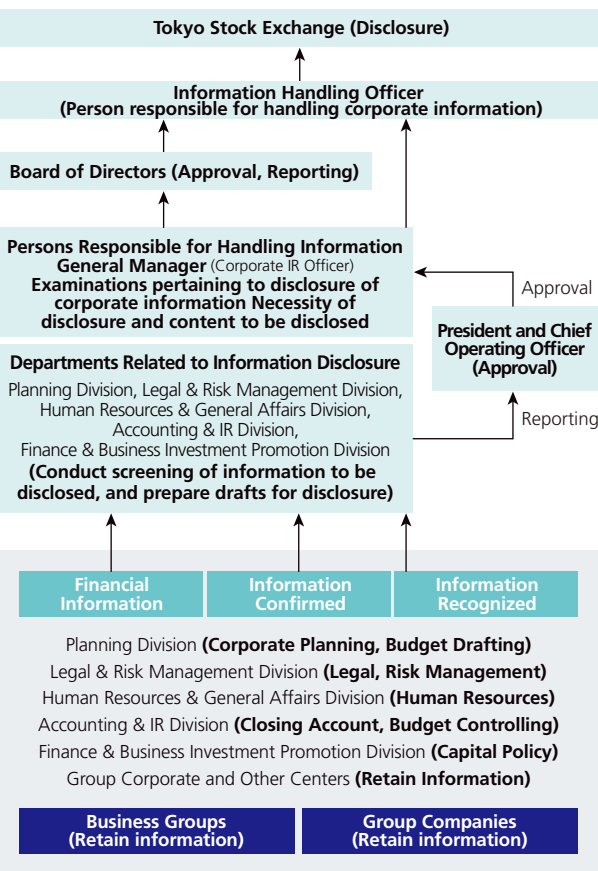 Tokyo Stock Exchange (Disclosure)
Information Handling Officer
(Person responsible for handling corporate information)
Board of Directors (Approval, Reporting)
Persons Responsible for Handling Information
General Manager (Corporate IR Officer)
Examinations pertaining to disclosure of
corporate information Necessity of
disclosure and content to be disclosed
Approval
President and Chief
Operating Officer
(Approval)
Reporting
Departments Related to Information Disclosure
Planning Division, Legal & Risk Management Division,
Human Resources & General Affairs Division,
Accounting & IR Division,
Finance & Business Investment Promotion Division
(Conduct screening of information to be
disclosed, and prepare drafts for disclosure)
Financial
Information
Information
Confirmed
Information
Recognized
Planning Division (Corporate Planning, Budget Drafting)
Legal & Risk Management Division (Legal, Risk Management)
Human Resources & General Affairs Division (Human Resources)
Accounting & IR Division (Closing Account, Budget Controlling)
Finance & Business Investment Promotion Division (Capital Policy)
Group Corporate and Other Centers (Retain Information)
Business Groups
(Retain information)
Group Companies
(Retain information)